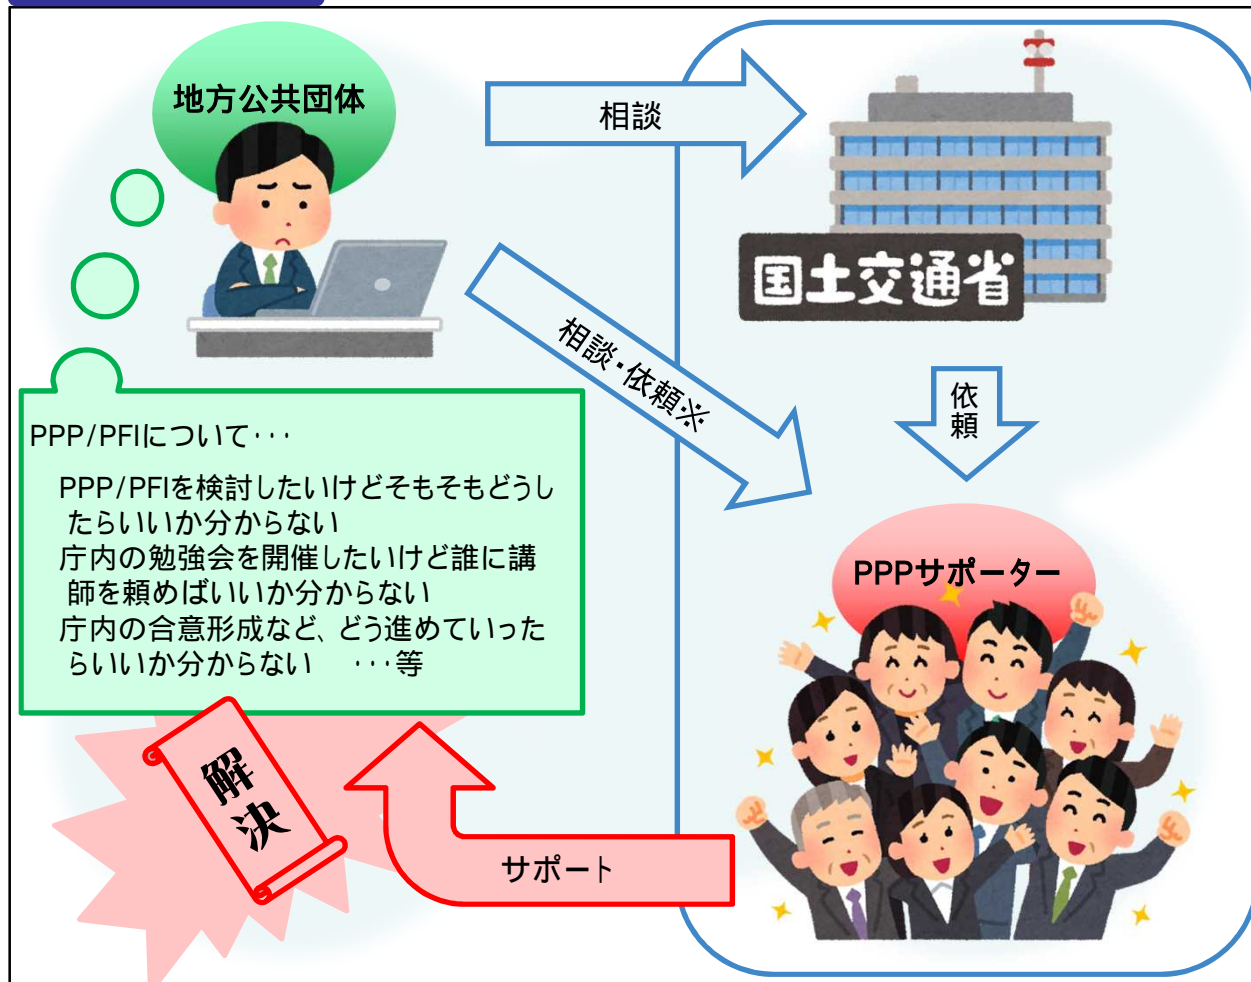 地方公共団体
相談
国土交通省
相談・依頼※
依頼
PPP/PFIについて・・・
PPP/PFIを検討したいけどそもそもどうし
たらいいか分からない
庁内の勉強会を開催したいけど誰に講
師を頼めばいいか分からない
庁内の合意形成など、どう進めていった
らいいか分からない　・・・等
PPPサポーター
解決
サポート